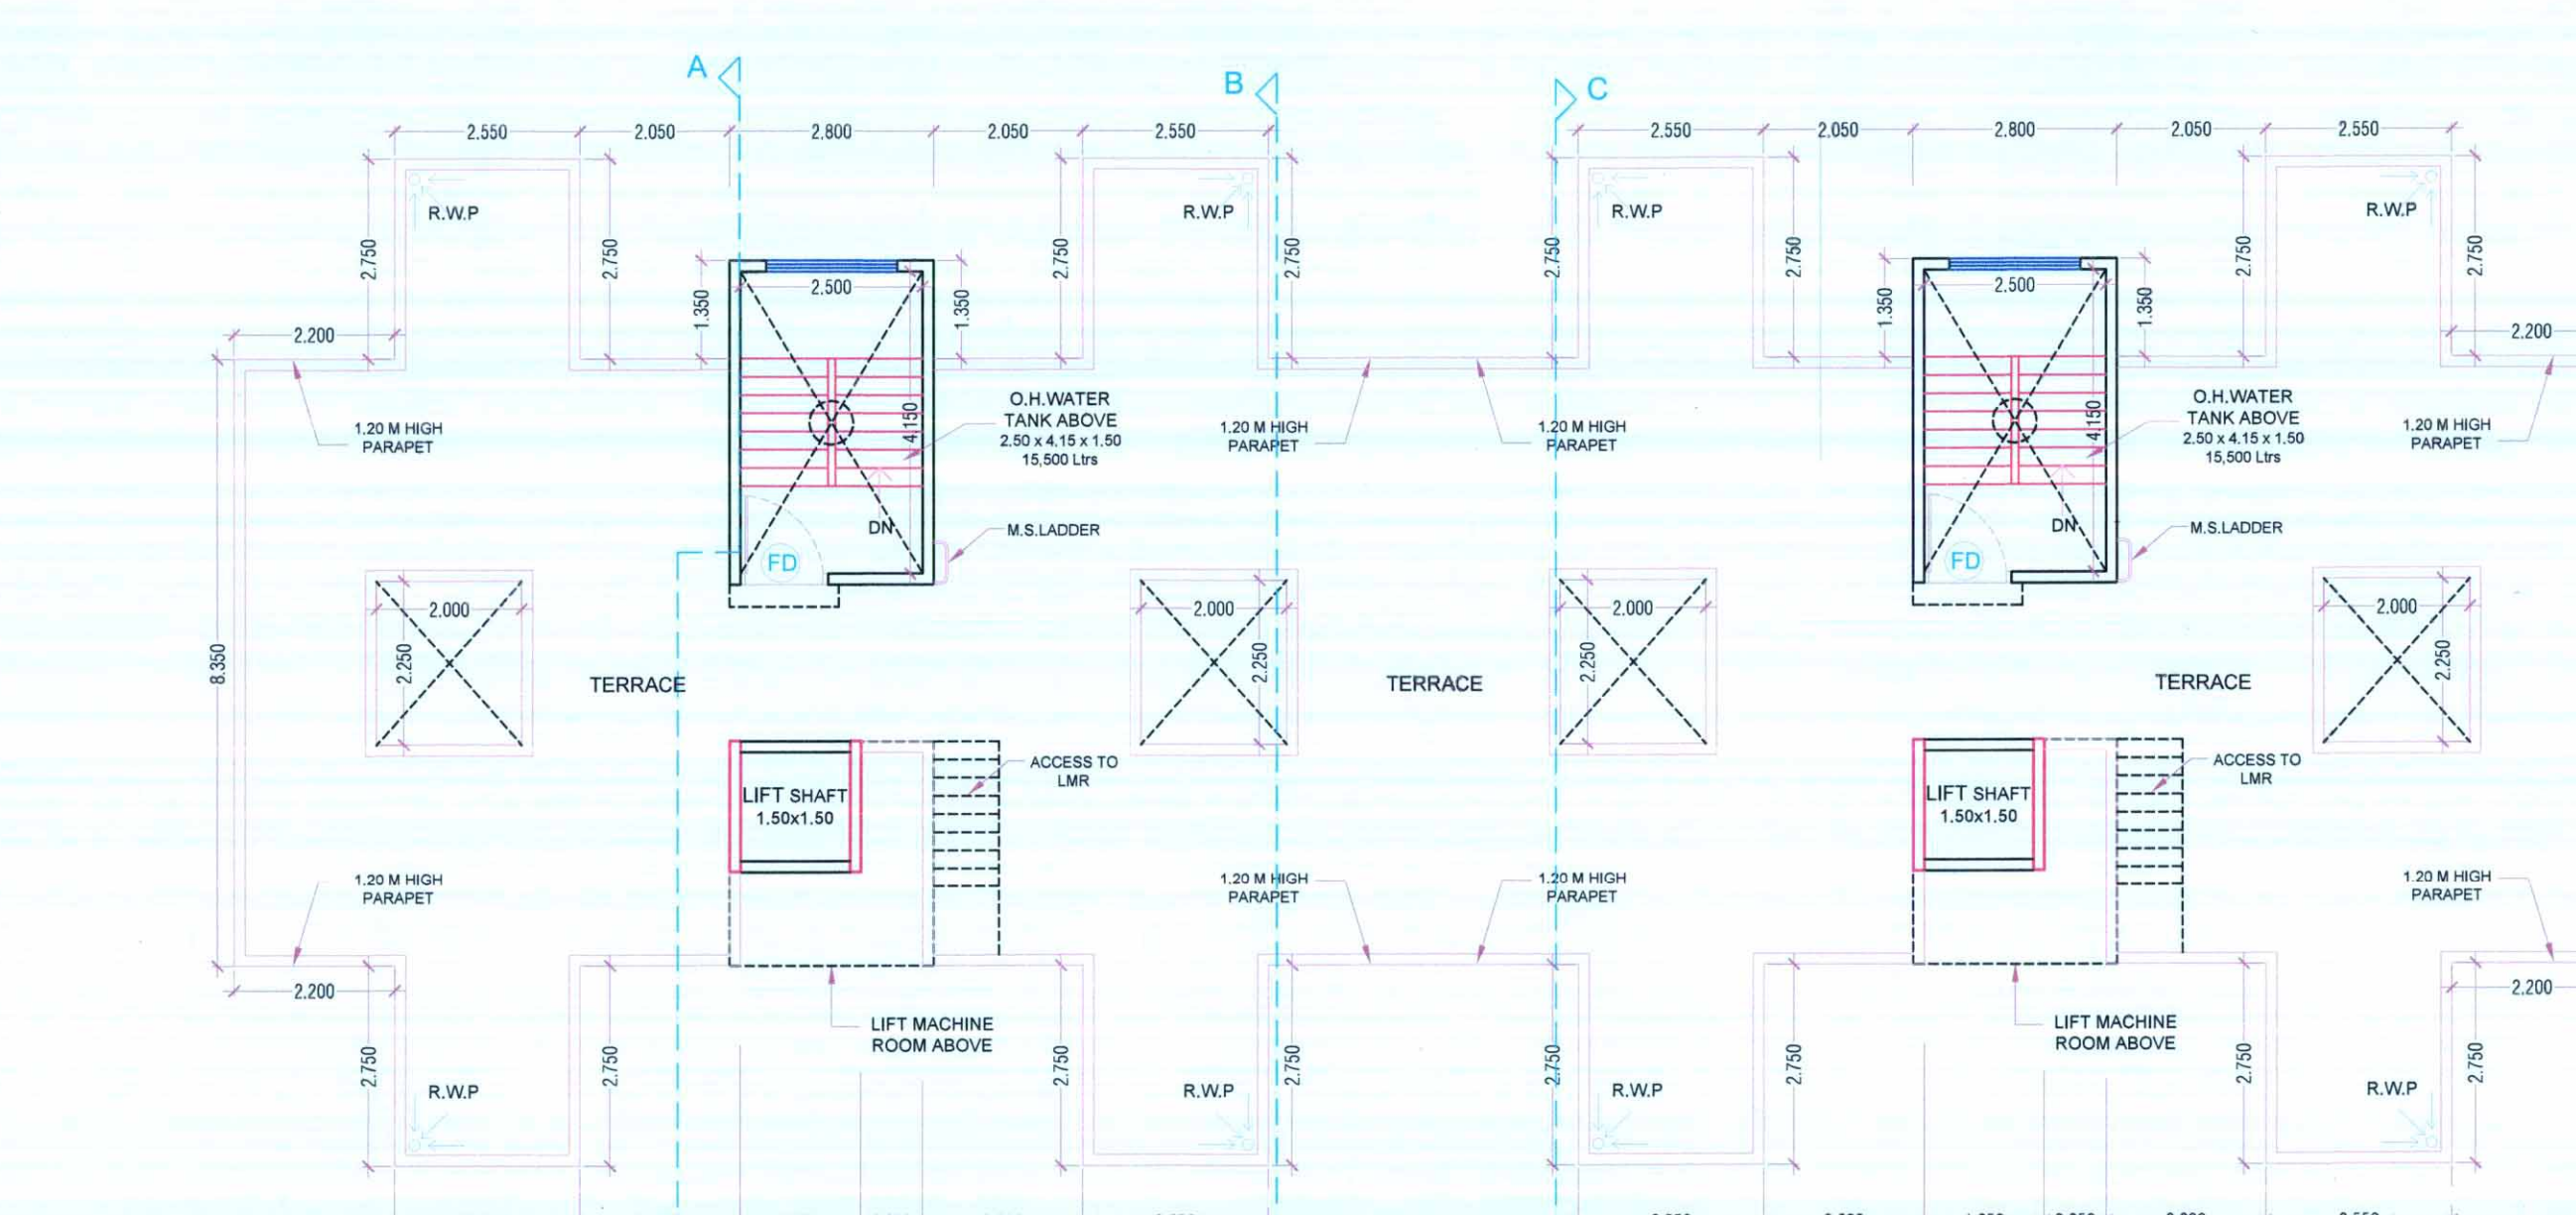 A
B
C
2.550
2.050
2.800
2.050
2.550
2.550
2.050
2.800
2.050
2.550
R.W.P
R.W.P
R.W.P
R.W.P
2.750
2.750
2.750
2.750
2.750
2.750
2.750
2.750
2.500
2.500
1.350
1.350
1.350
1.350
2.200
2.200
1.20 M HIGH
PARAPET
O.H.WATER
TANK ABOVE
2.50 x 4.15 x 1.50
15,500 Ltrs
4.150
1.20 M HIGH
PARAPET
1.20 M HIGH
PARAPET
O.H.WATER
TANK ABOVE
2.50 x 4.15 x 1.50
15,500 Ltrs
4.150
1.20 M HIGH
PARAPET
DN
M.S.LADDER
DN
M.S.LADDER
FD
FD
2.000
2.250
2.000
2.250
2.000
2.250
2.000
2.250
8.350
TERRACE
TERRACE
TERRACE
LIFT SHAFT
1.50x1.50
ACCESS TO
LMR
LIFT SHAFT
1.50x1.50
ACCESS TO
LMR
1.20 M HIGH
PARAPET
1.20 M HIGH
PARAPET
1.20 M HIGH
PARAPET
1.20 M HIGH
PARAPET
2.200
2.200
LIFT MACHINE
ROOM ABOVE
LIFT MACHINE
ROOM ABOVE
2.750
2.750
2.750
2.750
2.750
2.750
2.750
2.750
R.W.P
R.W.P
R.W.P
R.W.P